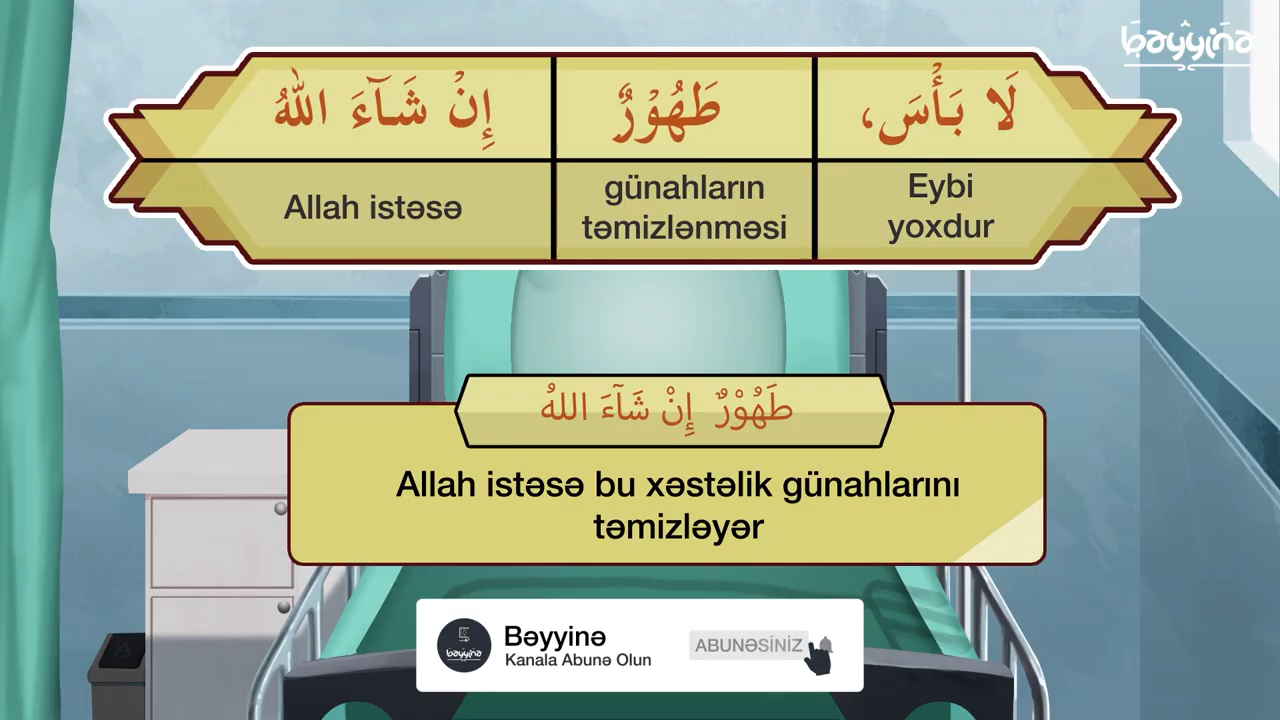 bəyyinə
لَا بَأْسَ،
طَهُوْرٌ
إِنْ شَآءَ اللهُ
Eybi
yoxdur
günahların
təmizlənməsi
Allah istəsə
طَهُوْرٌ إِنْ شَآءَ اللهُ
Allah istəsə bu xəstəlik günahlarını
təmizləyər
bəyyinə
Bəyyinə
Kanala Abunə Olun
ABUNƏSİNİZ